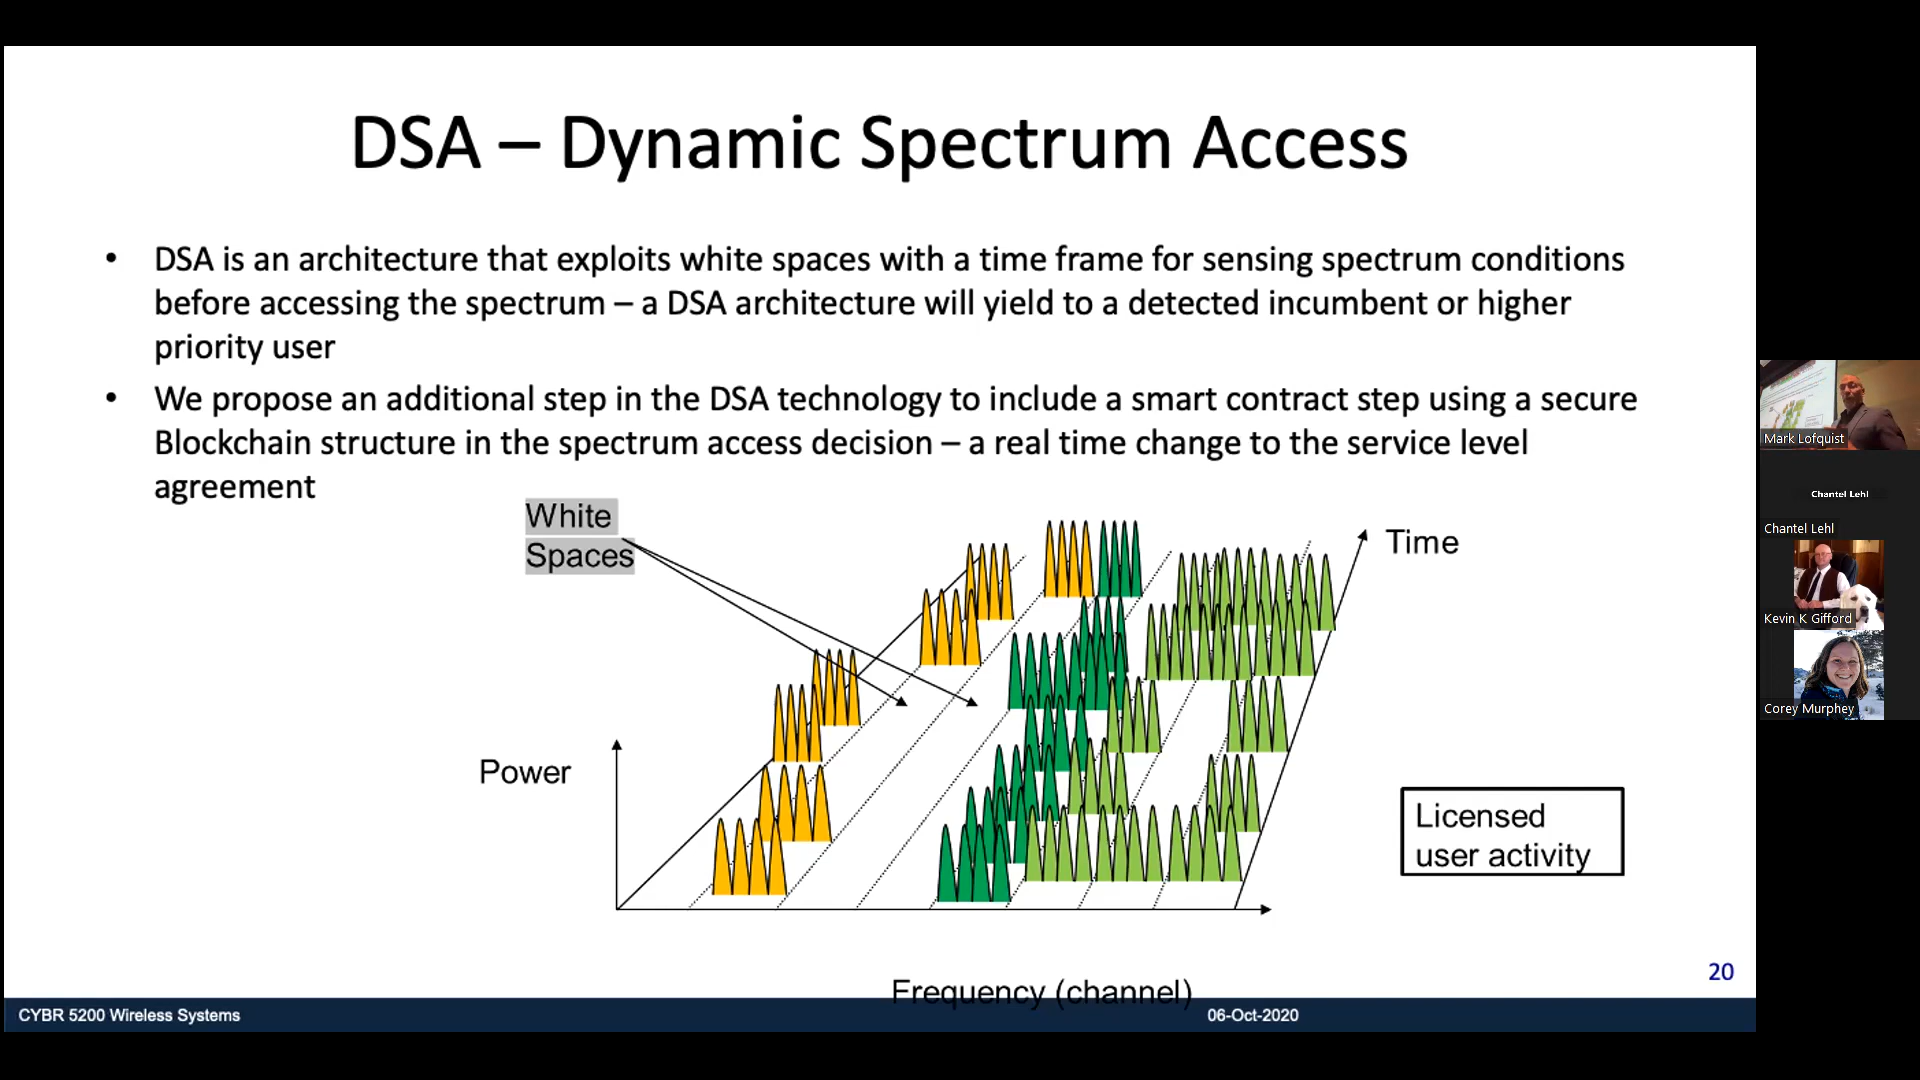 DSA – Dynamic Spectrum Access
• DSA is an architecture that exploits white spaces with a time frame for sensing spectrum conditions
before accessing the spectrum – a DSA architecture will yield to a detected incumbent or higher
priority user
• We propose an additional step in the DSA technology to include a smart contract step using a secure
Blockchain structure in the spectrum access decision – a real time change to the service level
agreement
White
Spaces
Time
Power
Licensed
user activity
Frequency (channel)
20
CYBR 5200 Wireless Systems
06-Oct-2020
Mark Lofquist
Chantel Lehl
Chantel Lehl
Kevin K Gifford
Corey Murphey